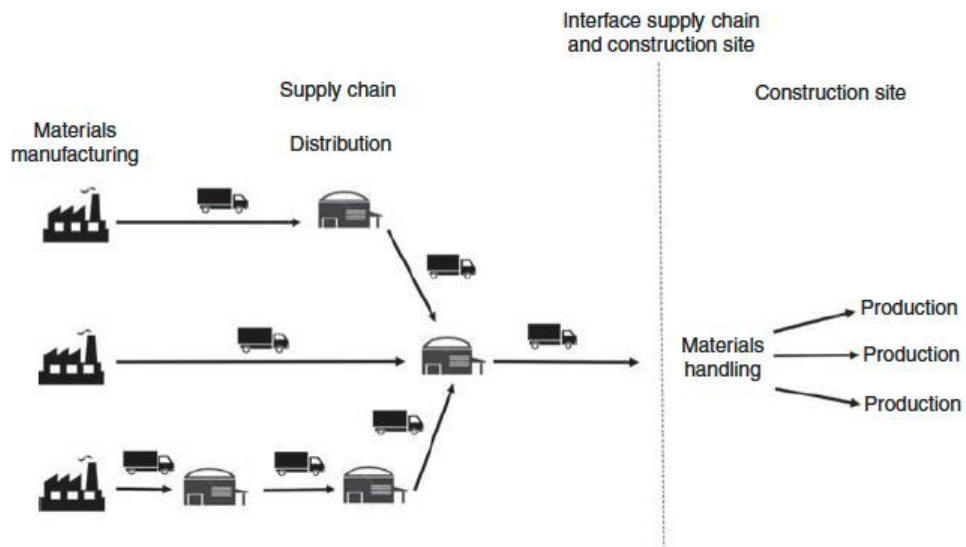 Interface supply chain
and construction site
Supply chain
Construction site
Materials
manufacturing
Distribution
Production
Materials
handling
Production
Production